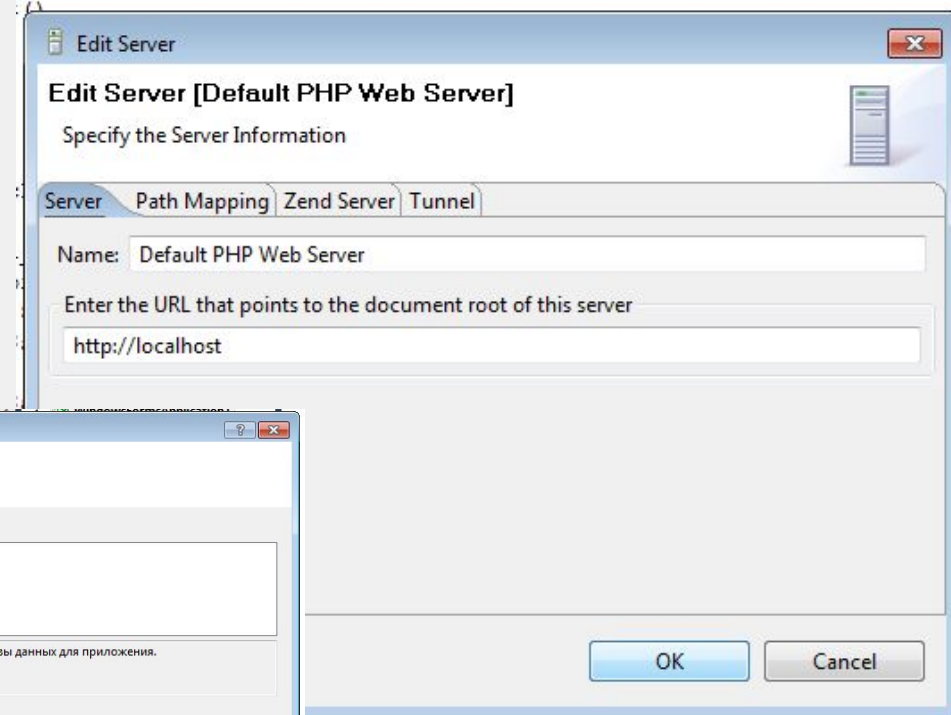 Edit Server
Edit Server [Default PHP Web Server]
Specify the Server Information
Server Path Mapping Zend Server Tunnel
Name: Default PHP Web Server
Enter the URL that points to the document root of this server
http://localhost
данных для приложения.
OK Cancel